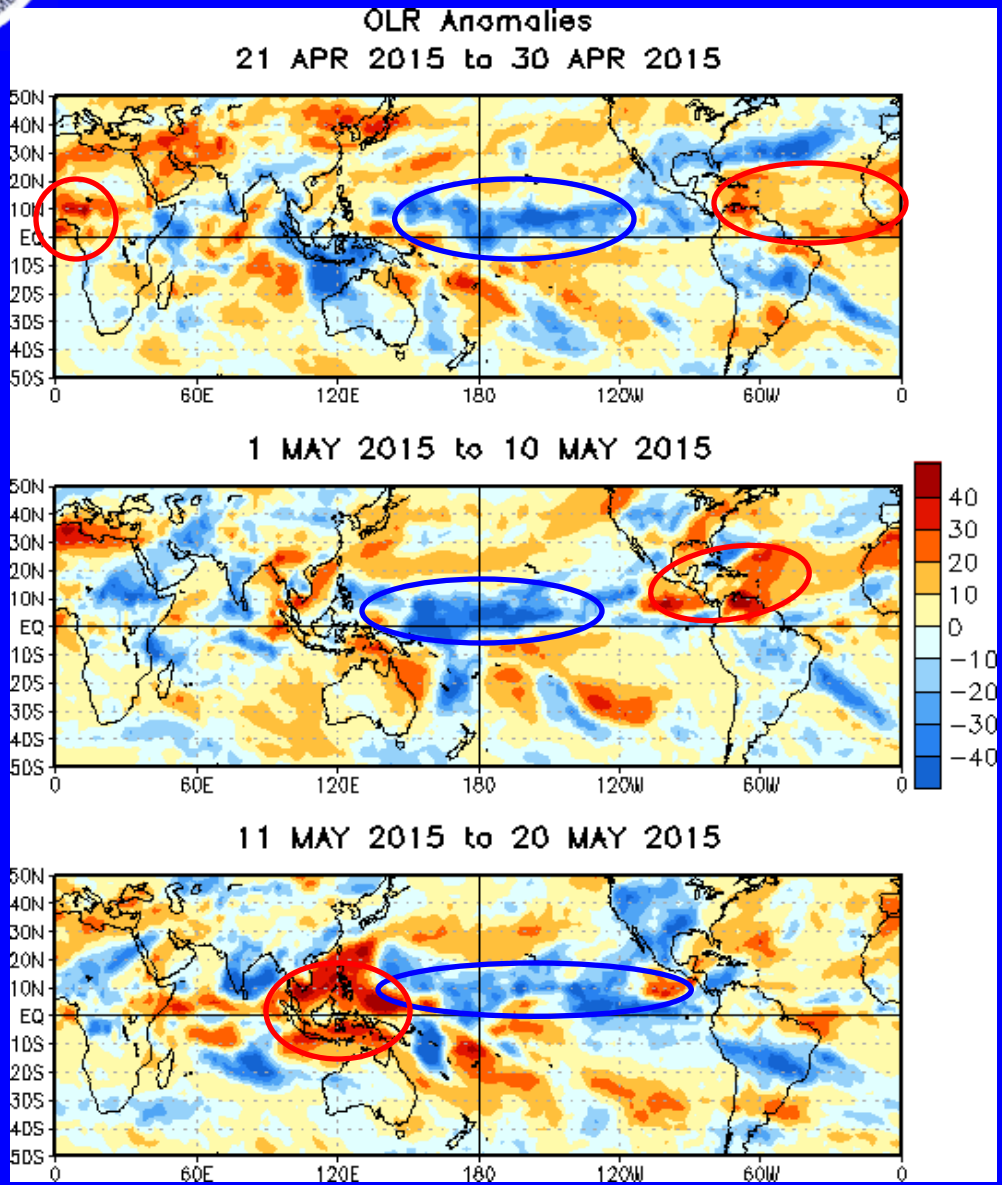 OLR Anomalies
21 APR 2015 to 30 APR 2015
50N
40N
30N
20N
10N
EQ
10S
20S
30S
40S
50S
0 60E 120E 180 120W 60W 0
1 MAY 2015 to 10 MAY 2015
50N
40N
30N
20N
10N
EQ
10S
20S
30S
40S
50S
0 60E 120E 180 120W 60W 0
40
30
20
10
0
-10
-20
-30
-40
11 MAY 2015 to 20 MAY 2015
50N
40N
30N
20N
10N
EQ
10S
20S
30S
40S
50S
0 60E 120E 180 120W 60W 0